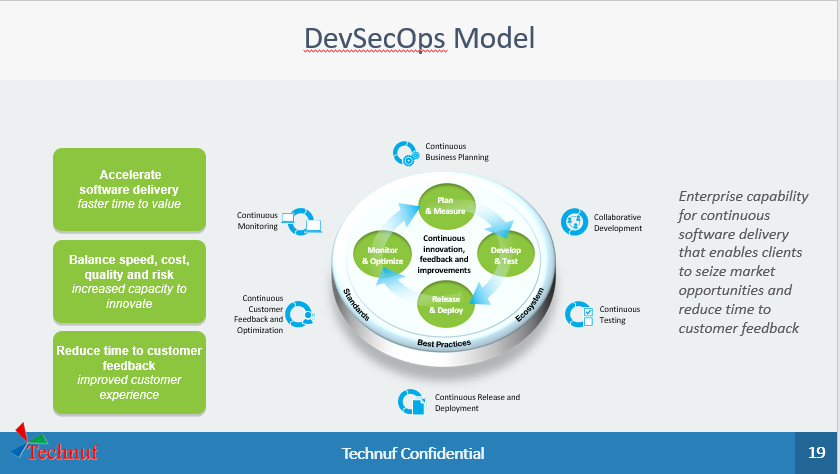 DevSecOps Model
Accelerate
software delivery
faster time to value
Balance speed, cost,
quality and risk
increased capacity to
innovate
Reduce time to customer
feedback
improved customer
experience
Continuous
Business Planning
Continuous
Monitoring
Collaborative
Development
Continuous
Customer
Feedback and
Optimization
Continuous
Testing
Continuous Release and
Deployment
Plan
& Measure
Develop
& Test
Release
& Deploy
Monitor
& Optimize
Continuous
innovation,
feedback and
improvements
Standards
Best Practices
Ecosystem
Enterprise capability
for continuous
software delivery
that enables clients
to seize market
opportunities and
reduce time to
customer feedback
Technuf
Technuf Confidential
19